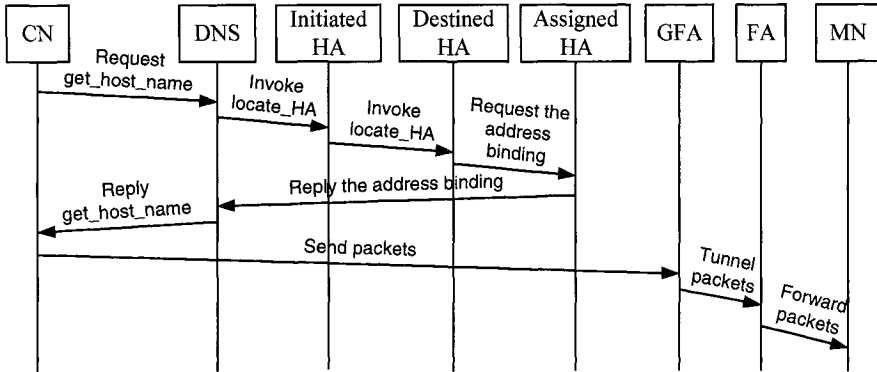 CN
DNS
Initiated
HA
Destined
HA
Assigned
HA
GFA
FA
MN
Request
get_host_name
Invoke
locate_HA
Invoke
locate_HA
Request the
address
binding
Reply the address binding
Reply
get_host_name
Send packets
Tunnel
packets
Forward
packets